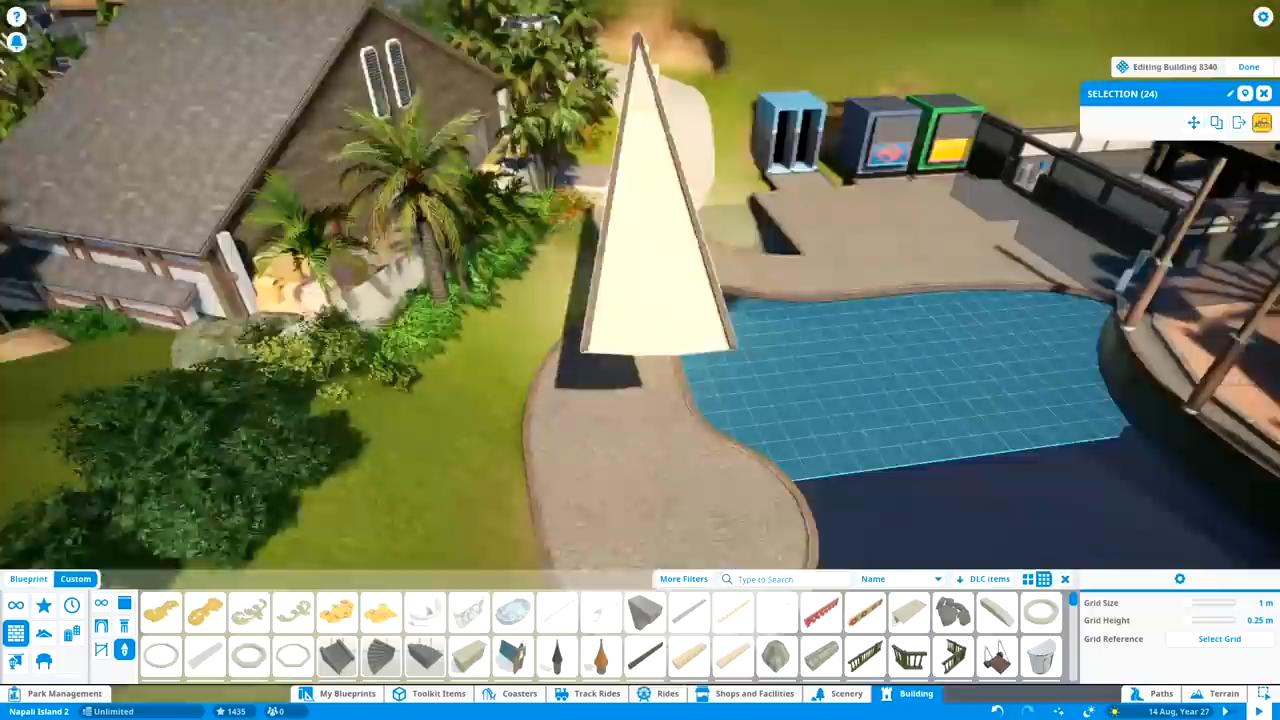 ?
Editing Building 8340 Done
SELECTION (24)
Blueprint Custom More Filters Type to Search Name DLC items
Grid Size 1 m
Grid Height 0.25 m
Grid Reference Select Grid
Park Management My Blueprints Toolkit Items Coasters Track Rides Rides Shops and Facilities Scenery Building Paths Terrain
Napali Island 2 Unlimited 1435 0 14 Aug, Year 27